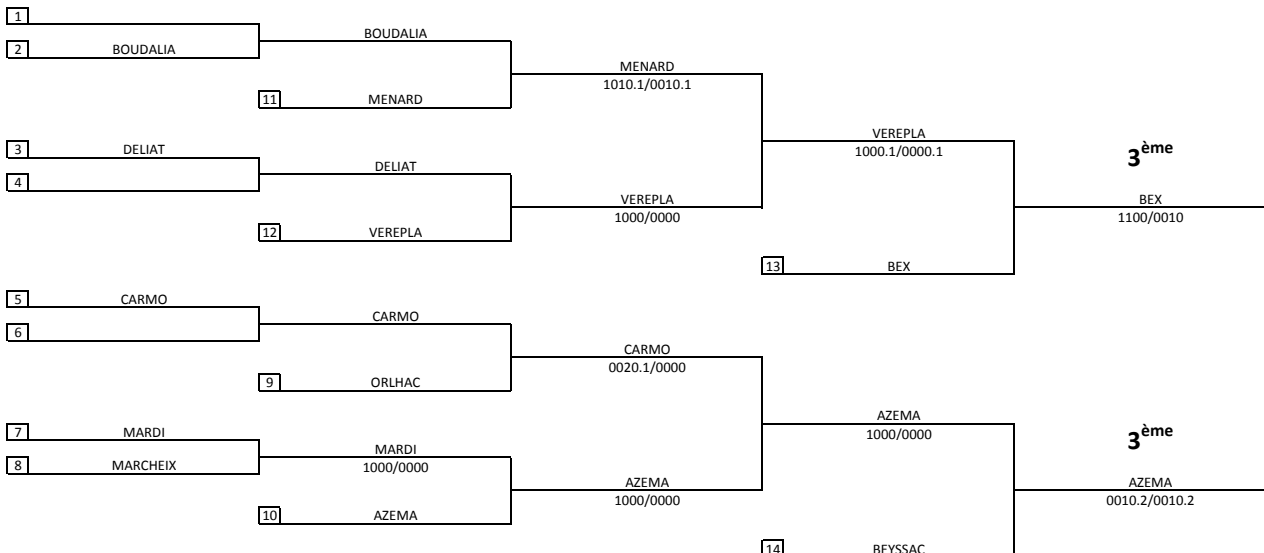 1
BOUDALIA
2 BOUDALIA
MENARD
1010.1/0010.1
11 MENARD
VEREPLA
1000.1/0000.1
3 DELIAT
3ème
DELIAT
4
VEREPLA
1000/0000
BEX
1100/0010
12 VEREPLA
13 BEX
5 CARMO
CARMO
6
CARMO
0020.1/0000
9 ORLHAC
AZEMA
1000/0000
7 MARDI
3ème
MARDI
1000/0000
8 MARCHEIX
AZEMA
1000/0000
AZEMA
0010.2/0010.2
10 AZEMA
14 BEYSSAC